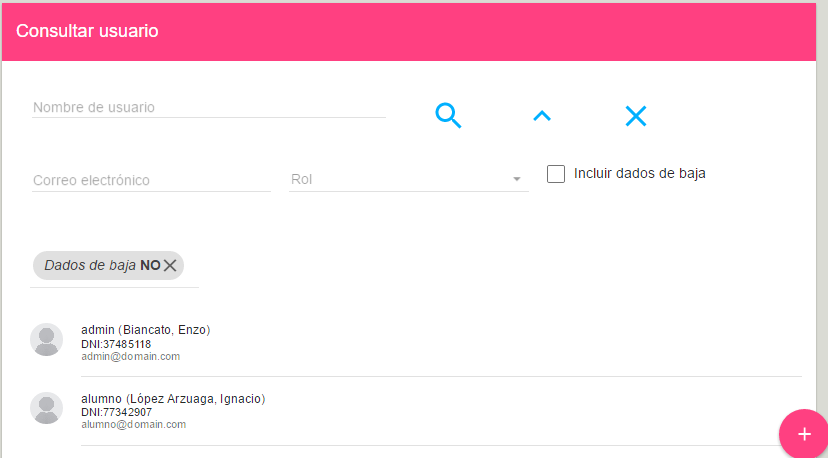 Consultar usuario
Nombre de usuario
Correo electrónico
Rol
Incluir dados de baja
Dados de baja NO
admin (Biancato, Enzo)
DNI:37485118
admin@domain.com
alumno (López Arzuaga, Ignacio)
DNI:77342907
alumno@domain.com